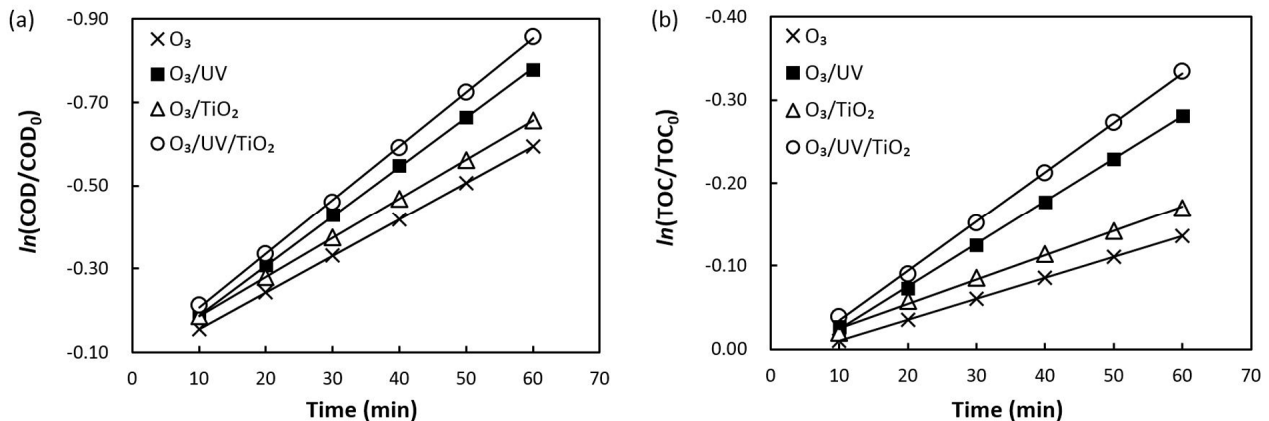 (a)
-0.90
-0.70
-0.50
-0.30
-0.10
ln(COD/COD₀)
O₃
O₃/UV
O₃/TiO₂
O₃/UV/TiO₂
0 10 20 30 40 50 60 70
Time (min)
(b)
-0.40
-0.30
-0.20
-0.10
0.00
ln(TOC/TOC₀)
O₃
O₃/UV
O₃/TiO₂
O₃/UV/TiO₂
0 10 20 30 40 50 60 70
Time (min)